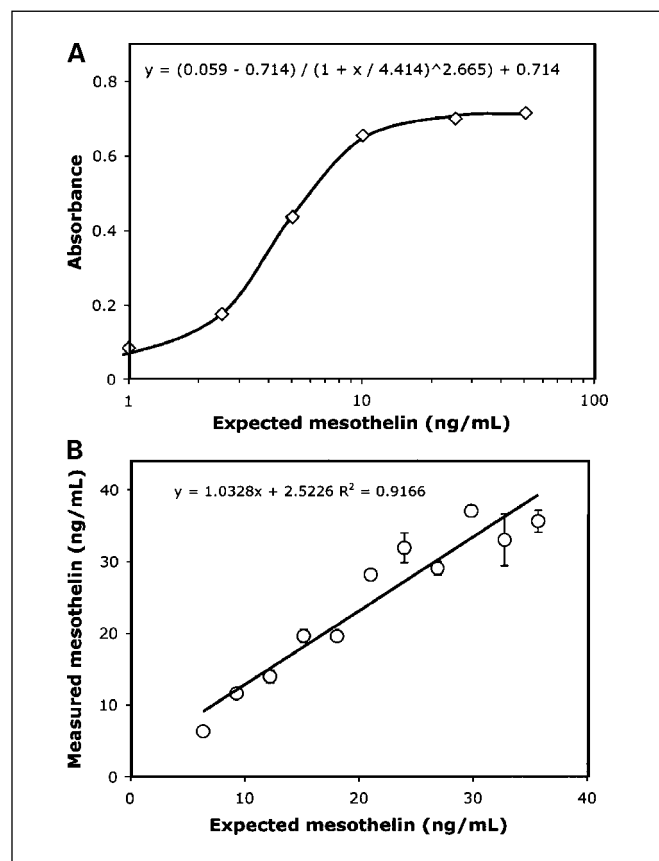 A
y = (0.059 - 0.714) / (1 + x / 4.414)^2.665) + 0.714
0.8
0.6
0.4
0.2
0
Absorbance
1
10
100
Expected mesothelin (ng/mL)
B
y = 1.0328x + 2.5226 R² = 0.9166
40
30
20
10
0
Measured mesothelin (ng/mL)
0
10
20
30
40
Expected mesothelin (ng/mL)